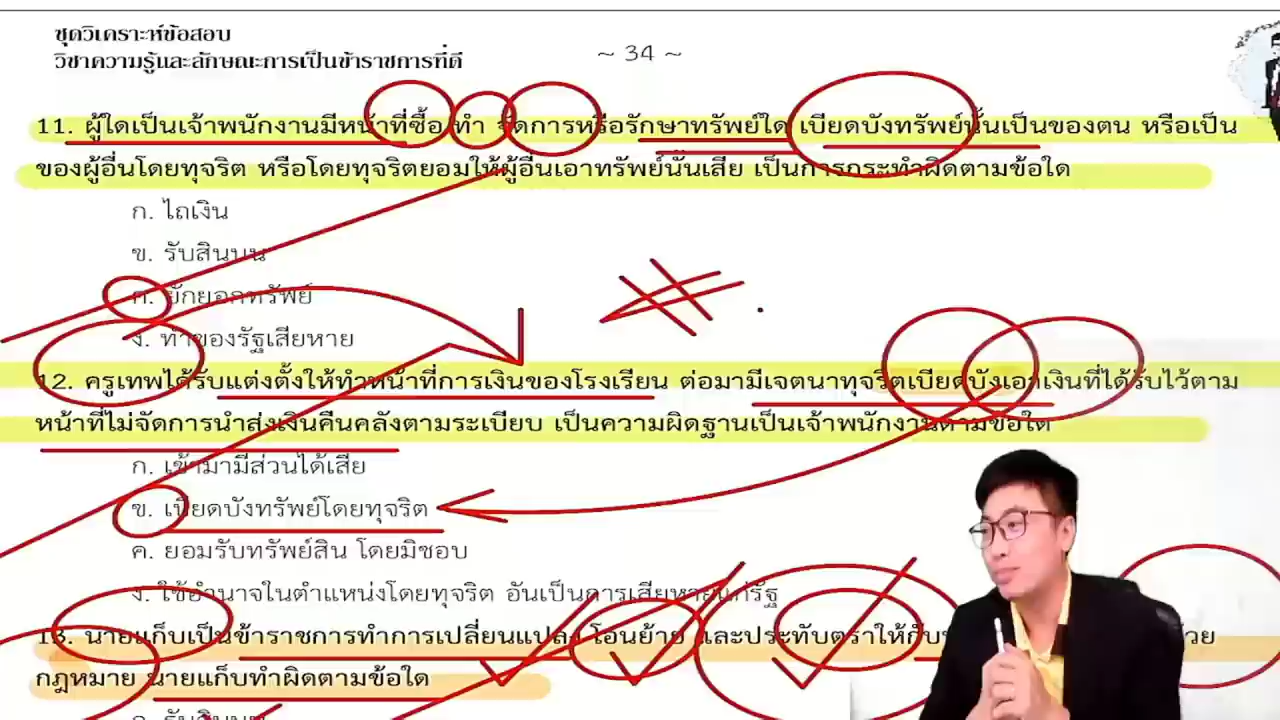 ชุดวิเคราะห์ข้อสอบ
วิชาความรู้และลักษณะการเป็นข้าราชการที่ดี
~ 34 ~
11. ผู้ใดเป็นเจ้าพนักงานมีหน้าที่ซื้อ ทำ จัดการหรือรักษาทรัพย์ใด เบียดบังทรัพย์นั้นเป็นของตน หรือเป็น
ของผู้อื่นโดยทุจริต หรือโดยทุจริตยอมให้ผู้อื่นเอาทรัพย์นั้นเสีย เป็นการกระทำผิดตามข้อใด
ก. ไถเงิน
ข. รับสินบน
ค. ยักยอกทรัพย์
ง. ทำของรัฐเสียหาย
12. ครูเทพได้รับแต่งตั้งให้ทำหน้าที่การเงินของโรงเรียน ต่อมามีเจตนาทุจริตเบียดบังเอาเงินที่ได้รับไว้ตาม
หน้าที่ไม่จัดการนำส่งเงินคืนคลังตามระเบียบ เป็นความผิดฐานเป็นเจ้าพนักงานตามข้อใด
ก. เข้ามามีส่วนได้เสีย
ข. เบียดบังทรัพย์โดยทุจริต
ค. ยอมรับทรัพย์สิน โดยมิชอบ
ง. ใช้อำนาจในตำแหน่งโดยทุจริต อันเป็นการเสียหายแก่รัฐ
13. นายแก็บเป็นข้าราชการทำการเปลี่ยนแปลง โอนย้าย และประทับตราให้กับ
กฎหมาย นายแก็บทำผิดตามข้อใด
ก. รับสินบน